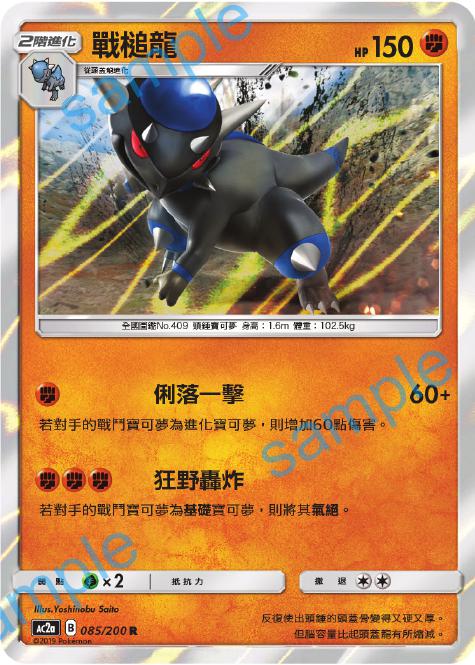 2階進化 戰槌龍 HP 150
從頭蓋龍進化
全國圖鑑No.409 頭錘寶可夢 身高：1.6m 體重：102.5kg
俐落一擊 60+
若對手的戰鬥寶可夢為進化寶可夢，則增加60點傷害。
狂野轟炸
若對手的戰鬥寶可夢為基礎寶可夢，則將其氣絕。
弱點 ×2 抵抗力 撤退
Illus.Yoshinobu Saito
AC2a B 085/200 R
©2019 Pokémon
反復使出頭錘的頭蓋骨變得又硬又厚。
但腦容量比起頭蓋龍有所縮減。
sample
sample
sample